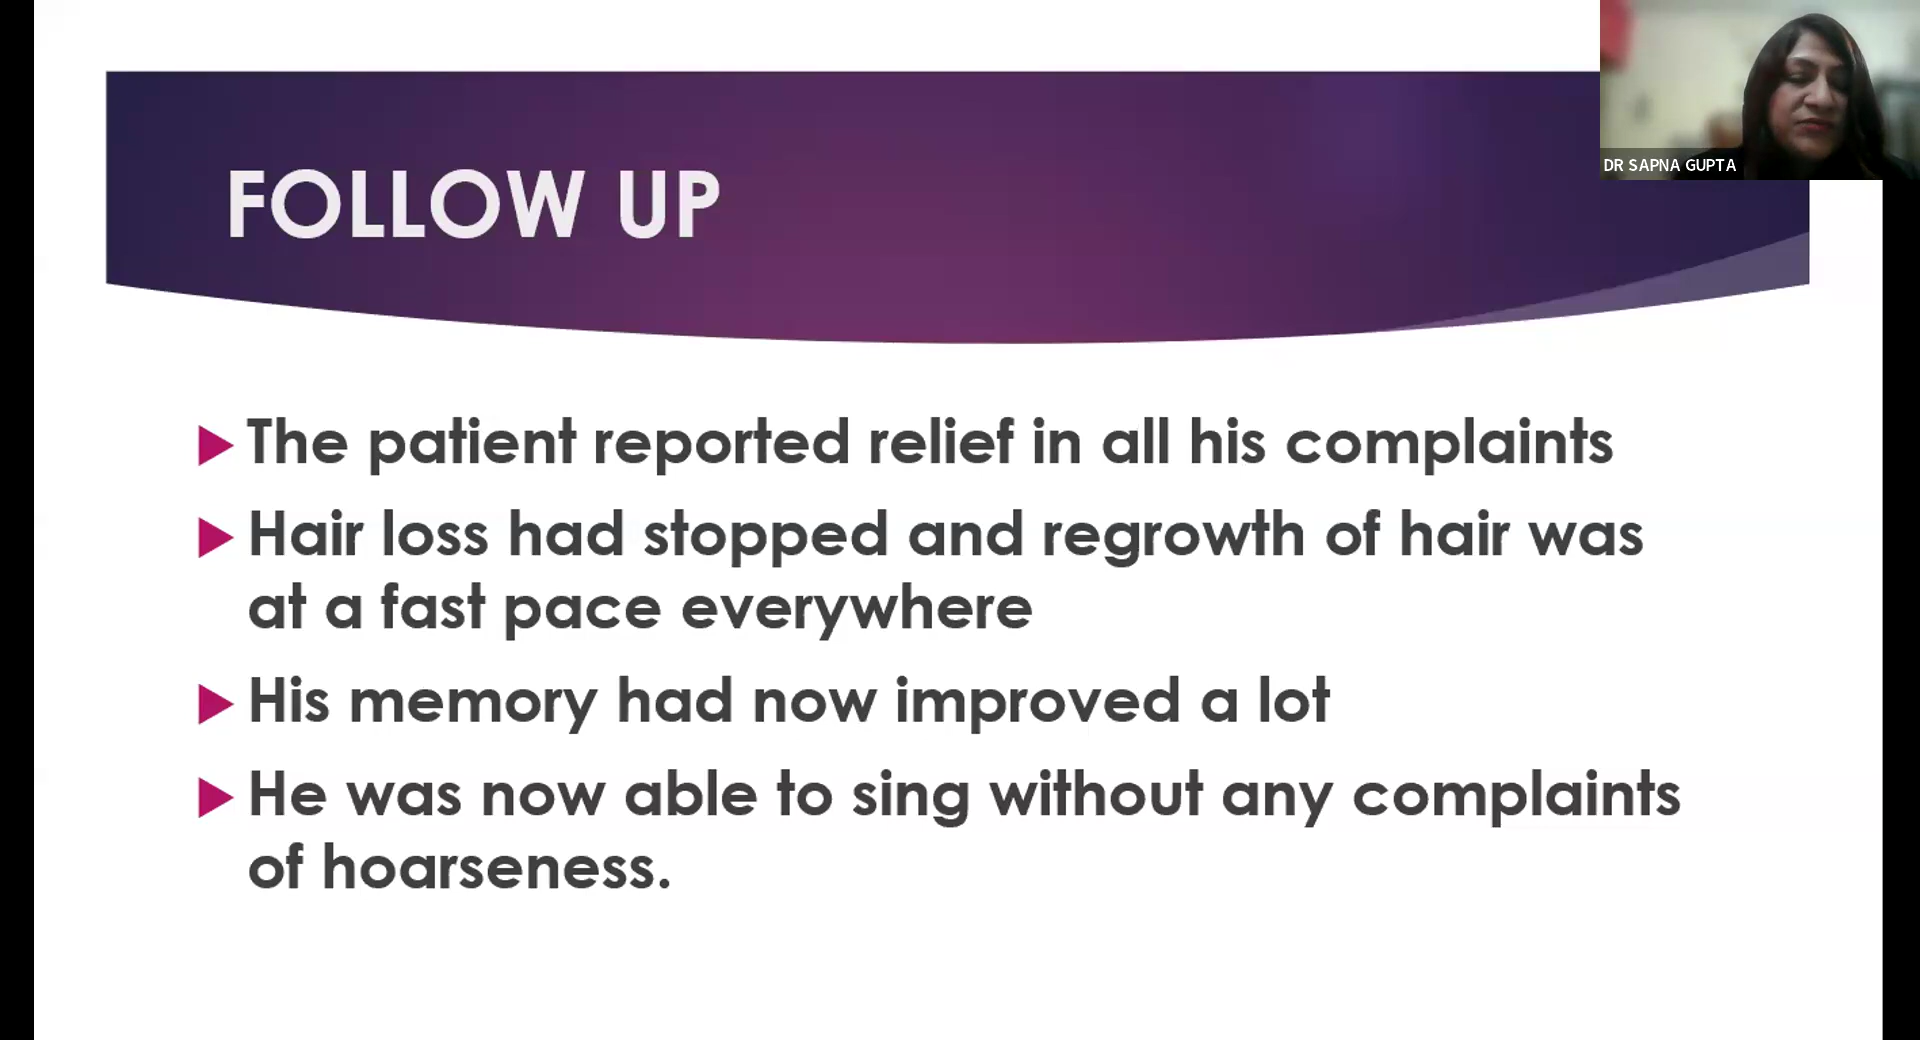 DR SAPNA GUPTA
FOLLOW UP
The patient reported relief in all his complaints
Hair loss had stopped and regrowth of hair was
at a fast pace everywhere
His memory had now improved a lot
He was now able to sing without any complaints
of hoarseness.